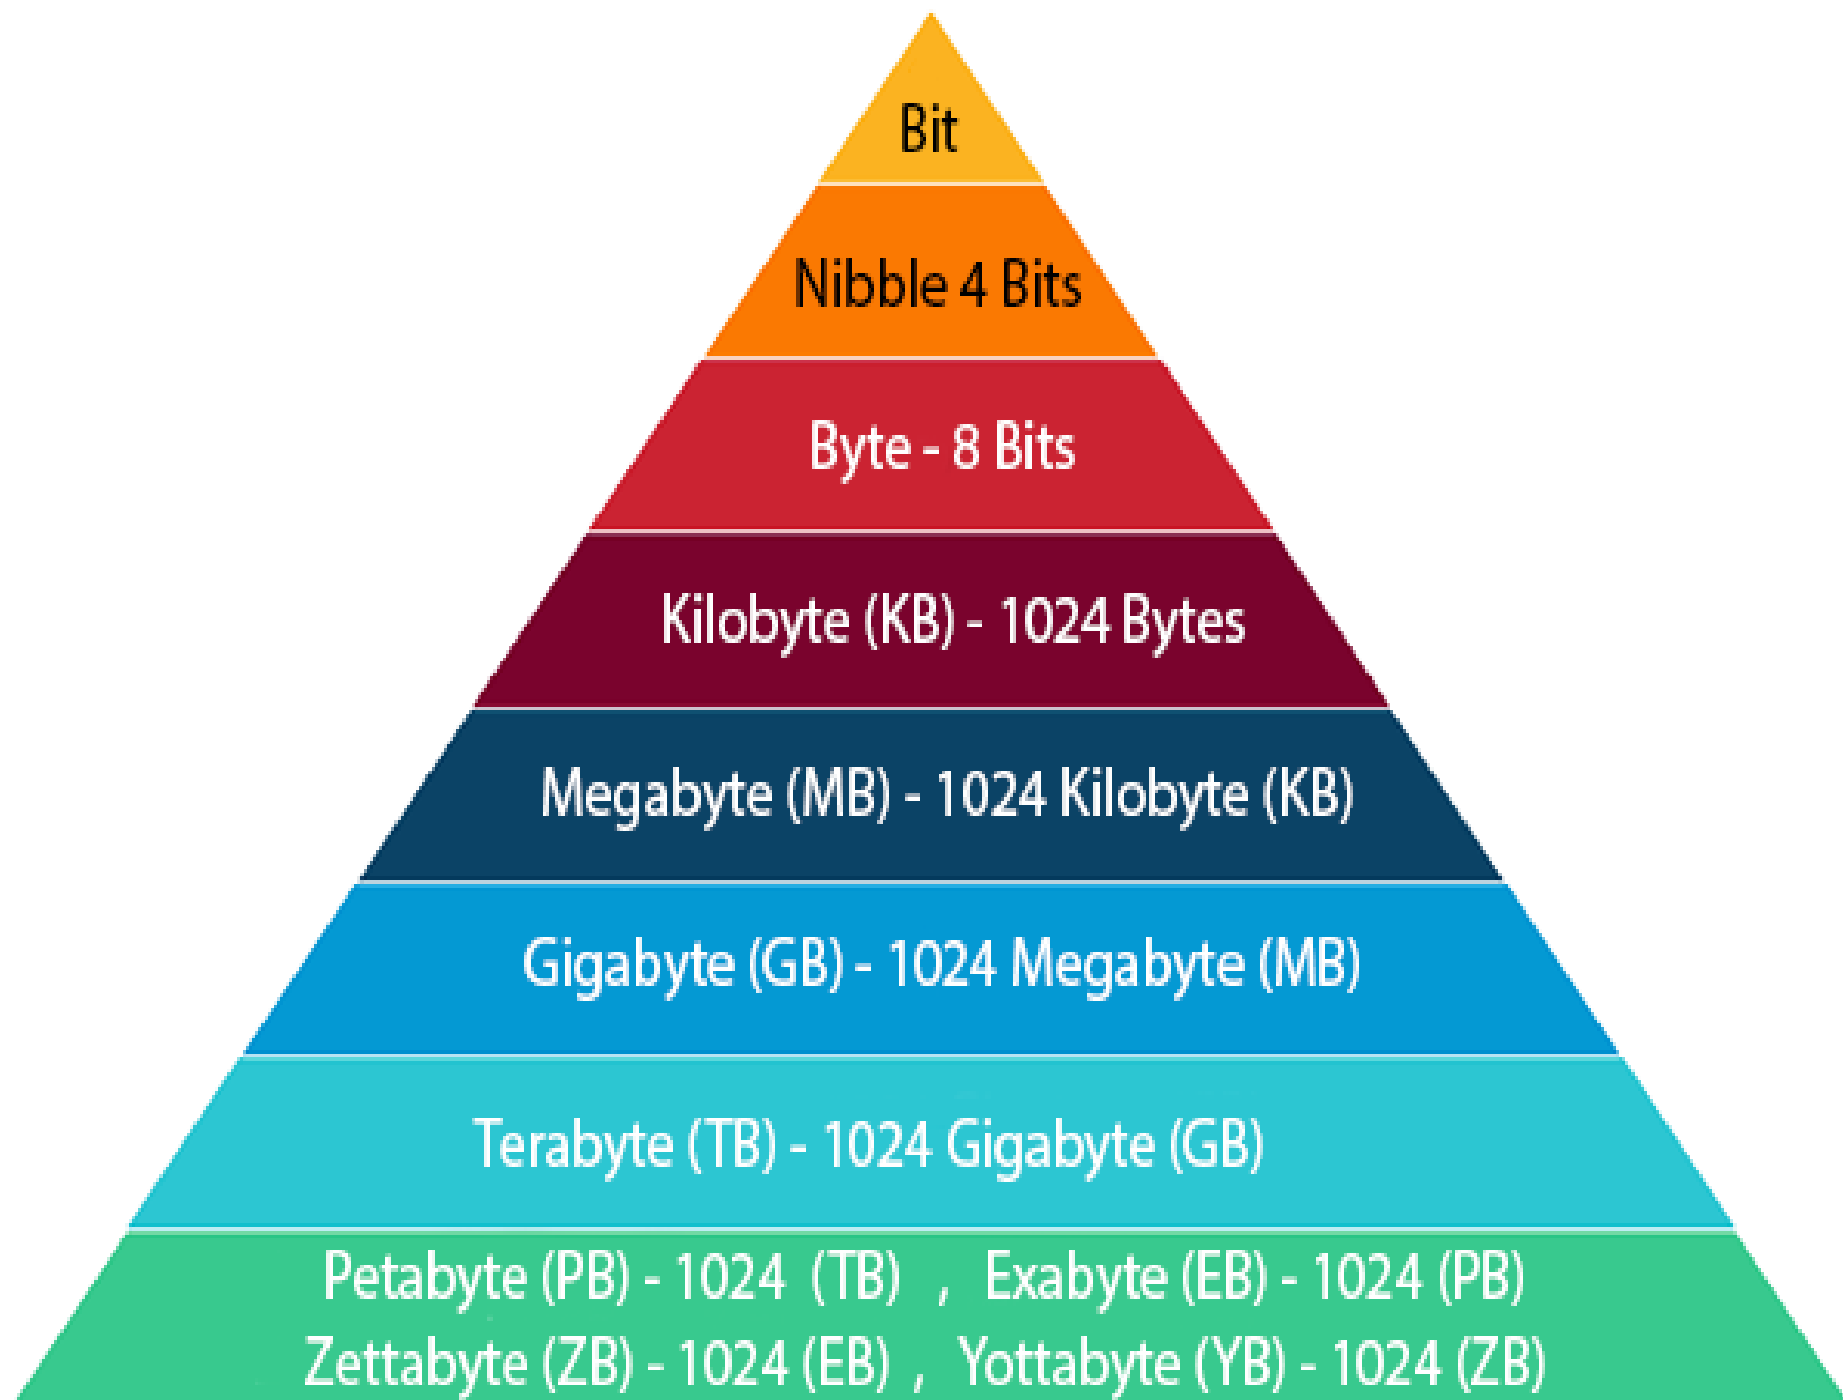 Bit
Nibble 4 Bits
Byte - 8 Bits
Kilobyte (KB) - 1024 Bytes
Megabyte (MB) - 1024 Kilobyte (KB)
Gigabyte (GB) - 1024 Megabyte (MB)
Terabyte (TB) - 1024 Gigabyte (GB)
Petabyte (PB) - 1024 (TB) , Exabyte (EB) - 1024 (PB)
Zettabyte (ZB) - 1024 (EB) , Yottabyte (YB) - 1024 (ZB)